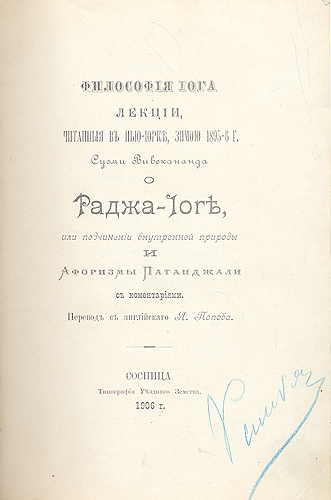 ФИЛОСОФІЯ ІОГА
ЛЕКЦІИ,
ЧИТАННЫЯ ВЪ НЬЮ-ІОРКѢ, ЗИМОЮ 1895-6 Г.
Суоми Вивекананда
О
Раджа-Іогѣ,
или подчиненіи внутренней природы
И
Афоризмы Патанджали
съ коментаріями.
Переводъ съ англійскаго Я. Попова.
СОСНИЦА.
Типографія Уѣзднаго Земства.
1906 г.